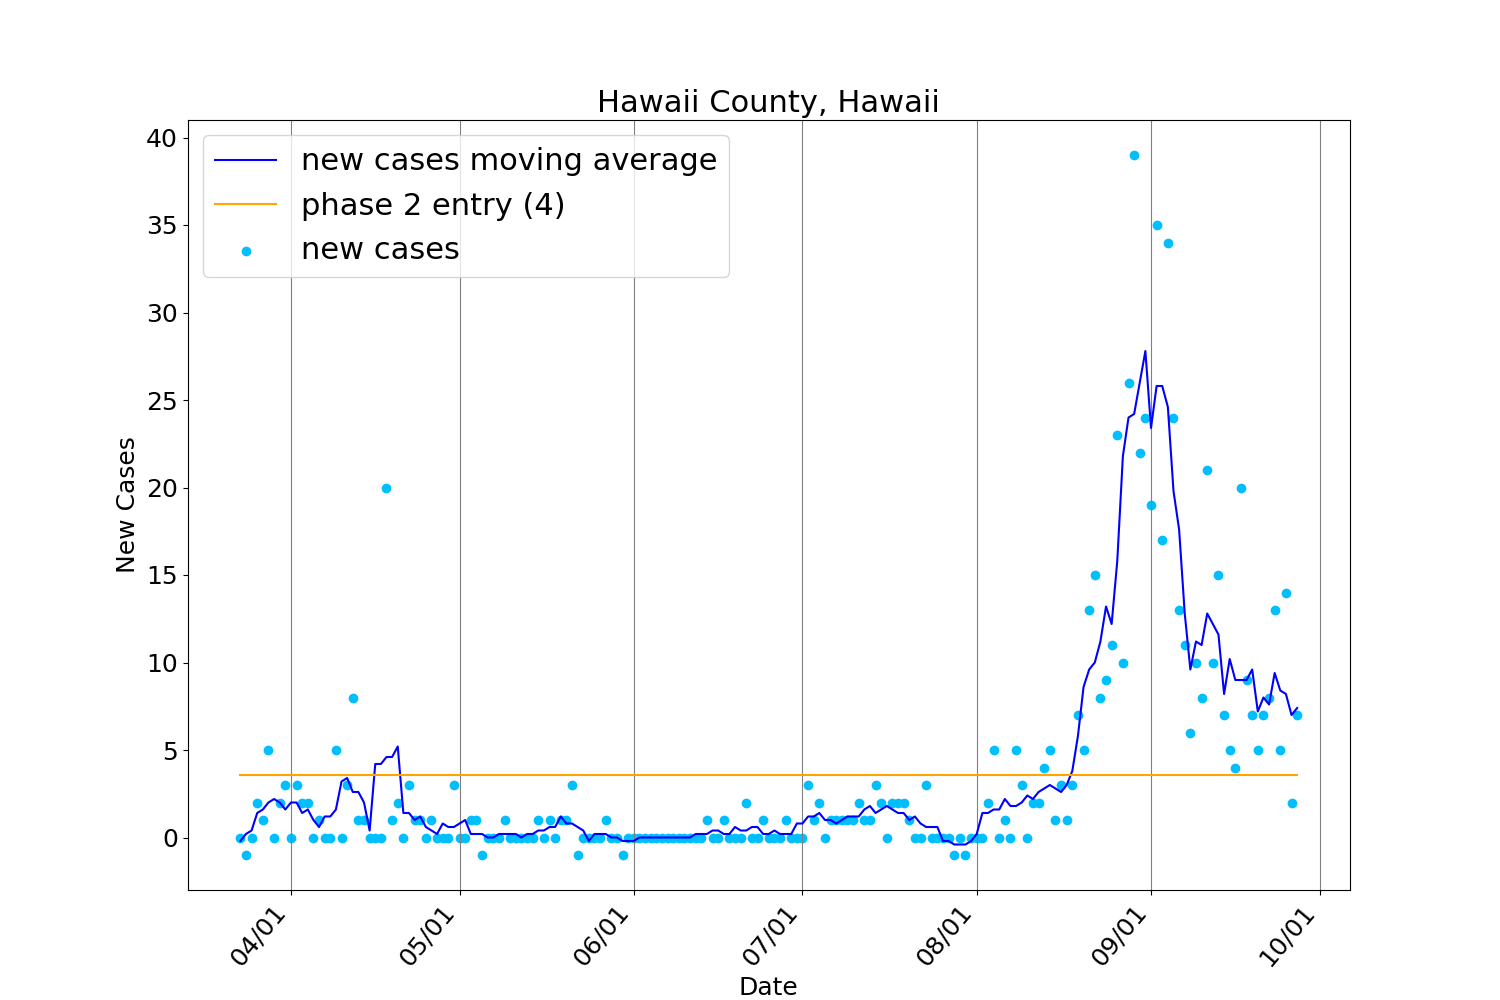 Hawaii County, Hawaii
new cases moving average
phase 2 entry (4)
new cases
40
35
30
25
20
15
10
5
0
New Cases
04/01
05/01
06/01
07/01
08/01
09/01
10/01
Date